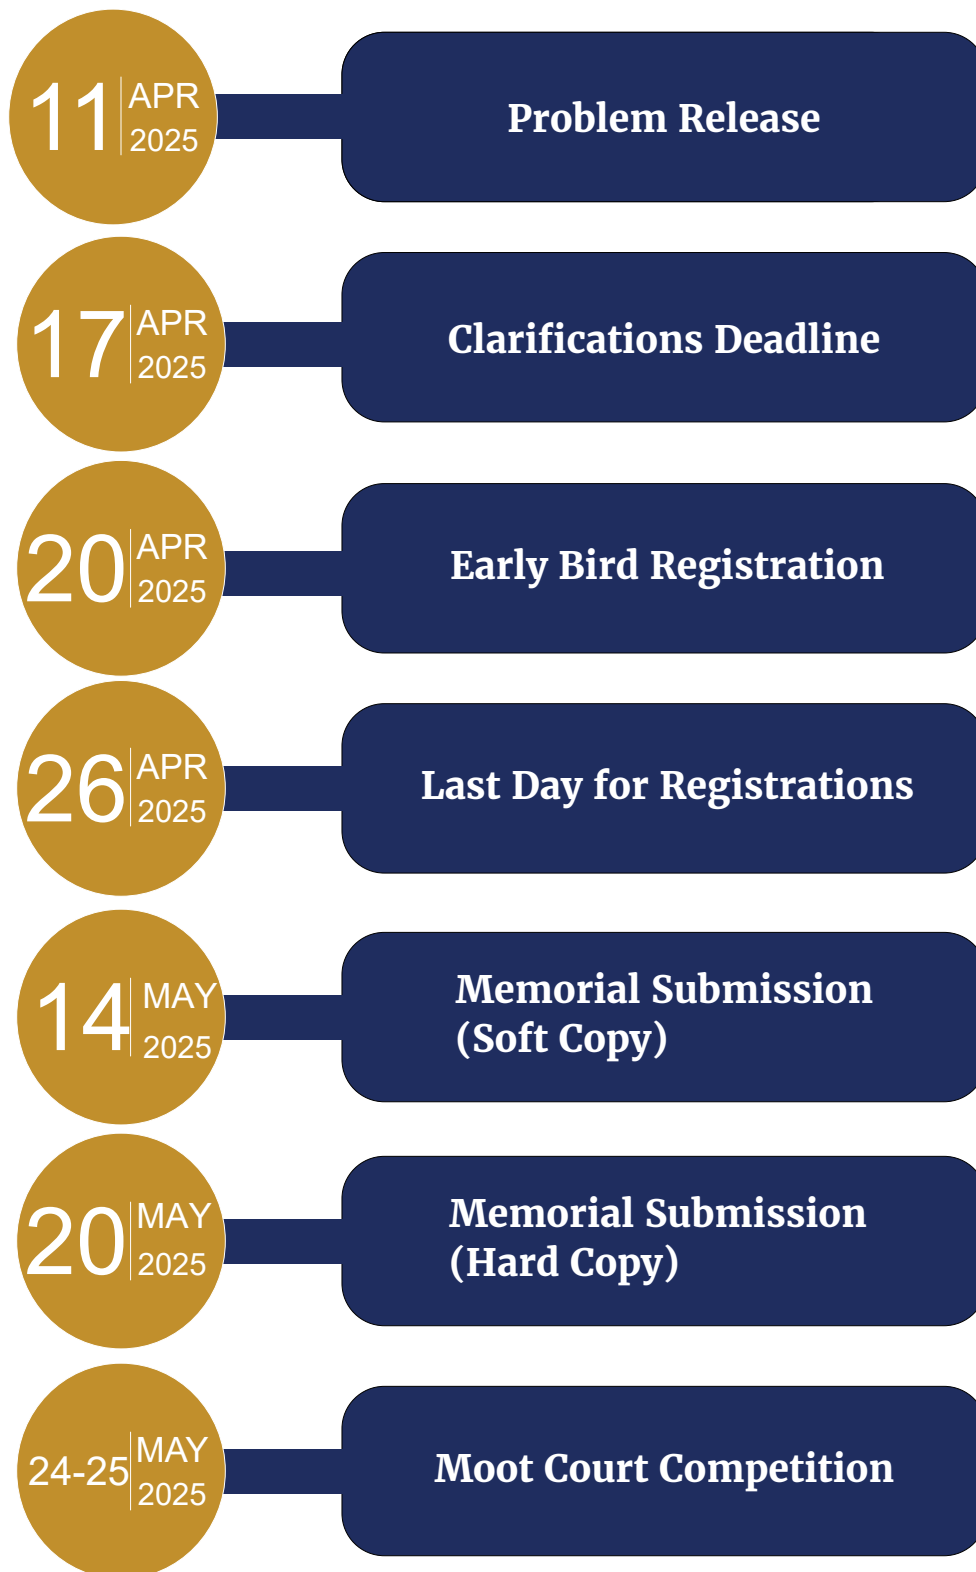 11 APR
2025
Problem Release
17 APR
2025
Clarifications Deadline
20 APR
2025
Early Bird Registration
26 APR
2025
Last Day for Registrations
14 MAY
2025
Memorial Submission
(Soft Copy)
20 MAY
2025
Memorial Submission
(Hard Copy)
24-25 MAY
2025
Moot Court Competition